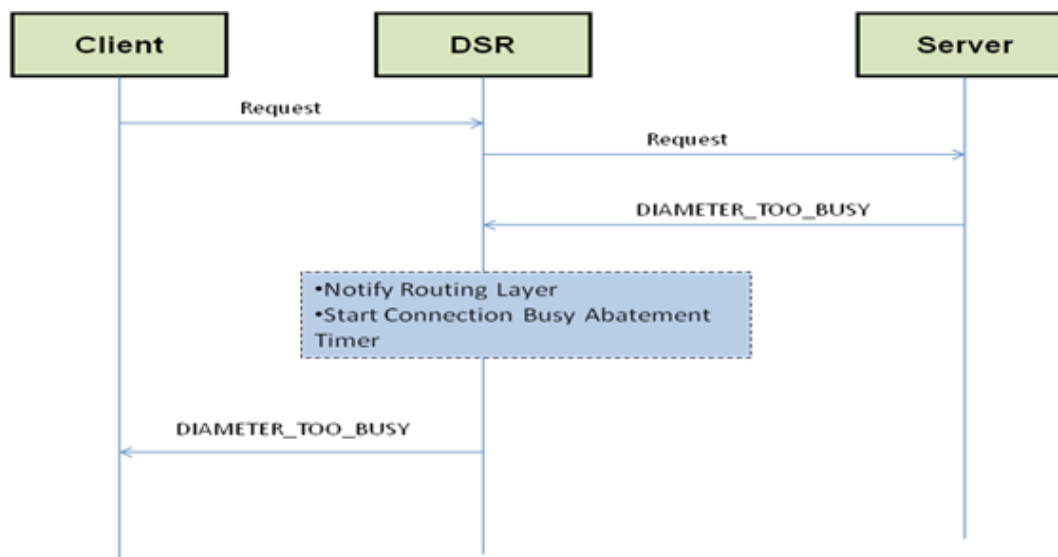 Client
DSR
Server
Request
Request
DIAMETER_TOO_BUSY
•Notify Routing Layer
•Start Connection Busy Abatement
Timer
DIAMETER_TOO_BUSY